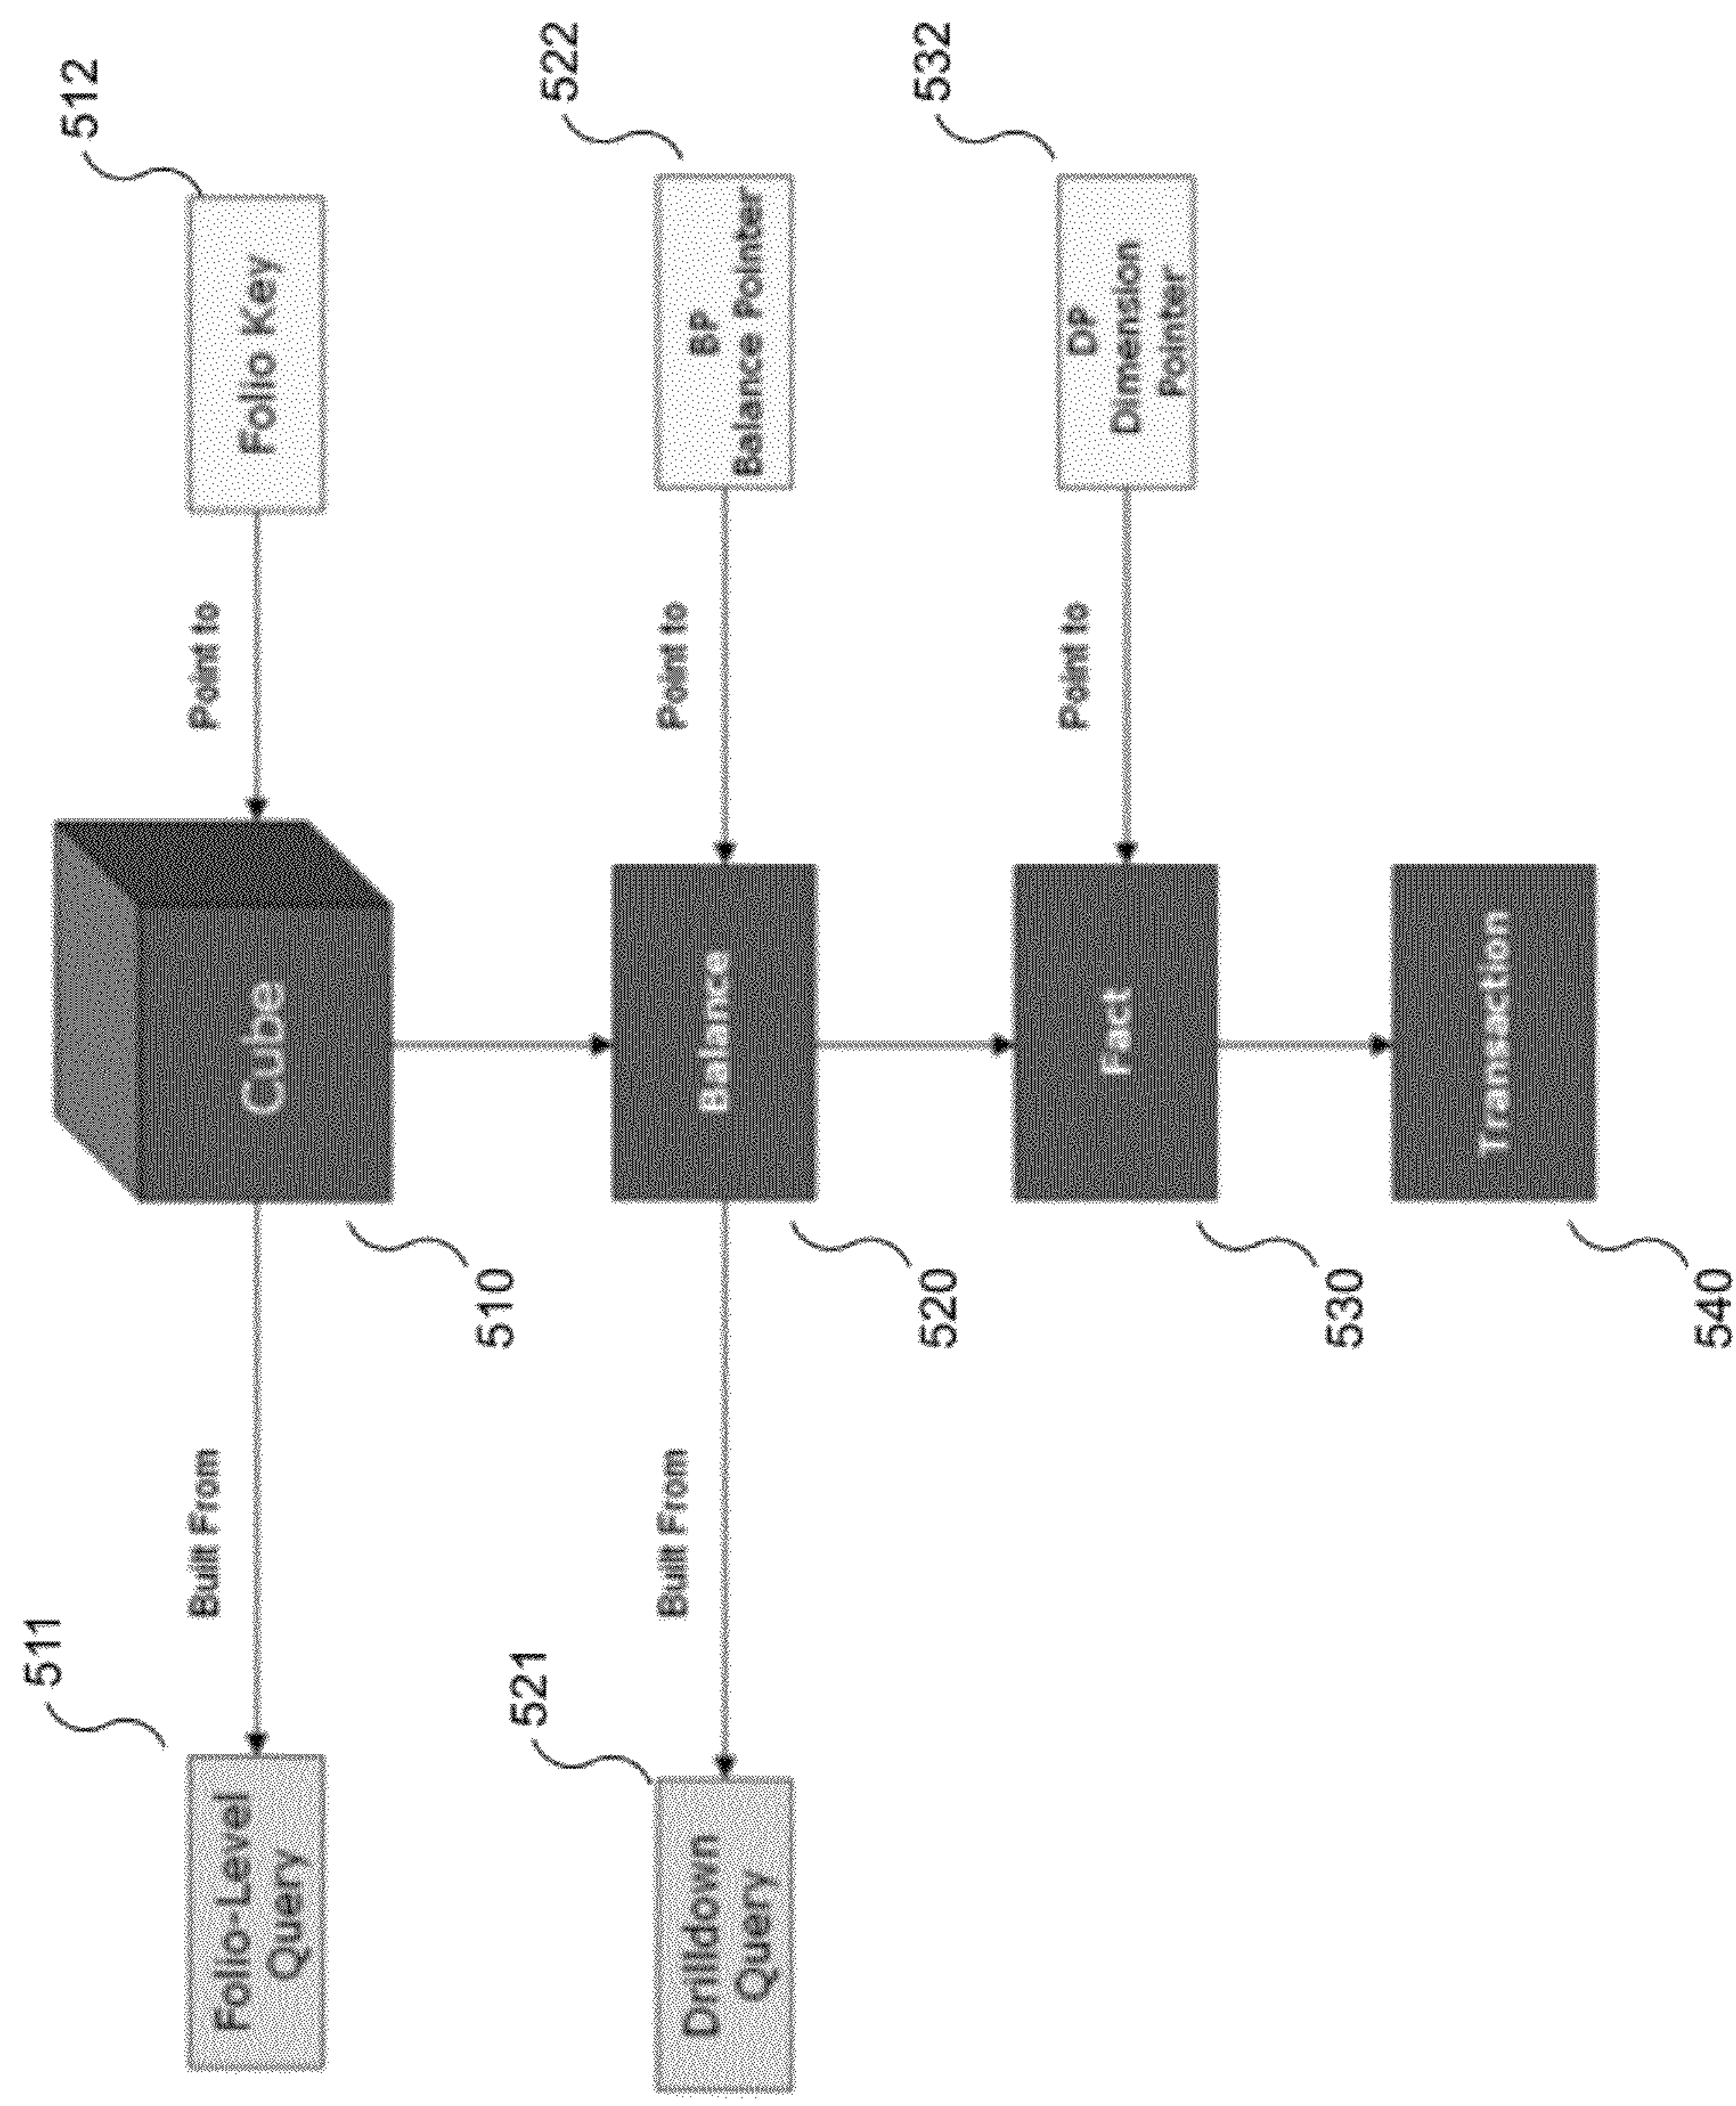 511
512
Built From
Point to
Folio-Level
Query
Cube
Folio Key
510
521
522
Built From
Point to
Drilldown
Query
Balance
BP
Balance Pointer
520
532
Point to
Fact
DP
Dimension
Pointer
530
Transaction
540